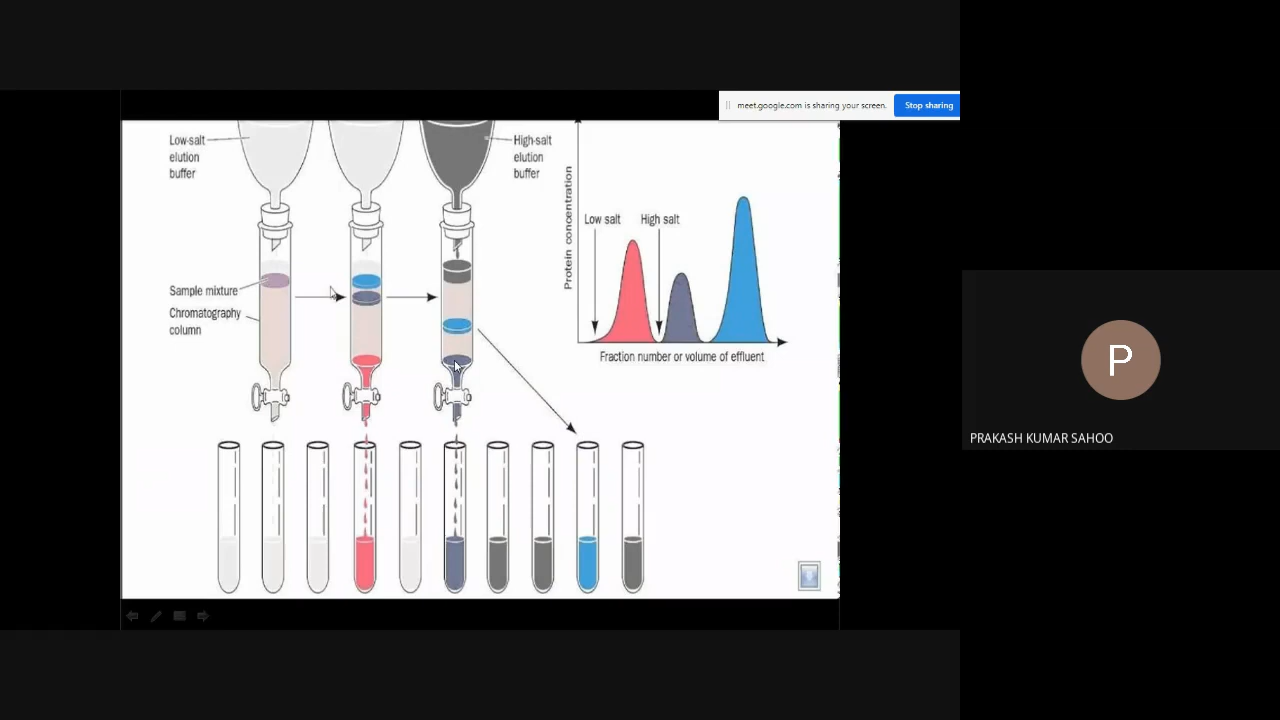 meet.google.com is sharing your screen.
Stop sharing
Low-salt
elution
buffer
High-salt
elution
buffer
Sample mixture
Chromatography
column
Protein concentration
Low salt
High salt
Fraction number or volume of effluent
P
PRAKASH KUMAR SAHOO